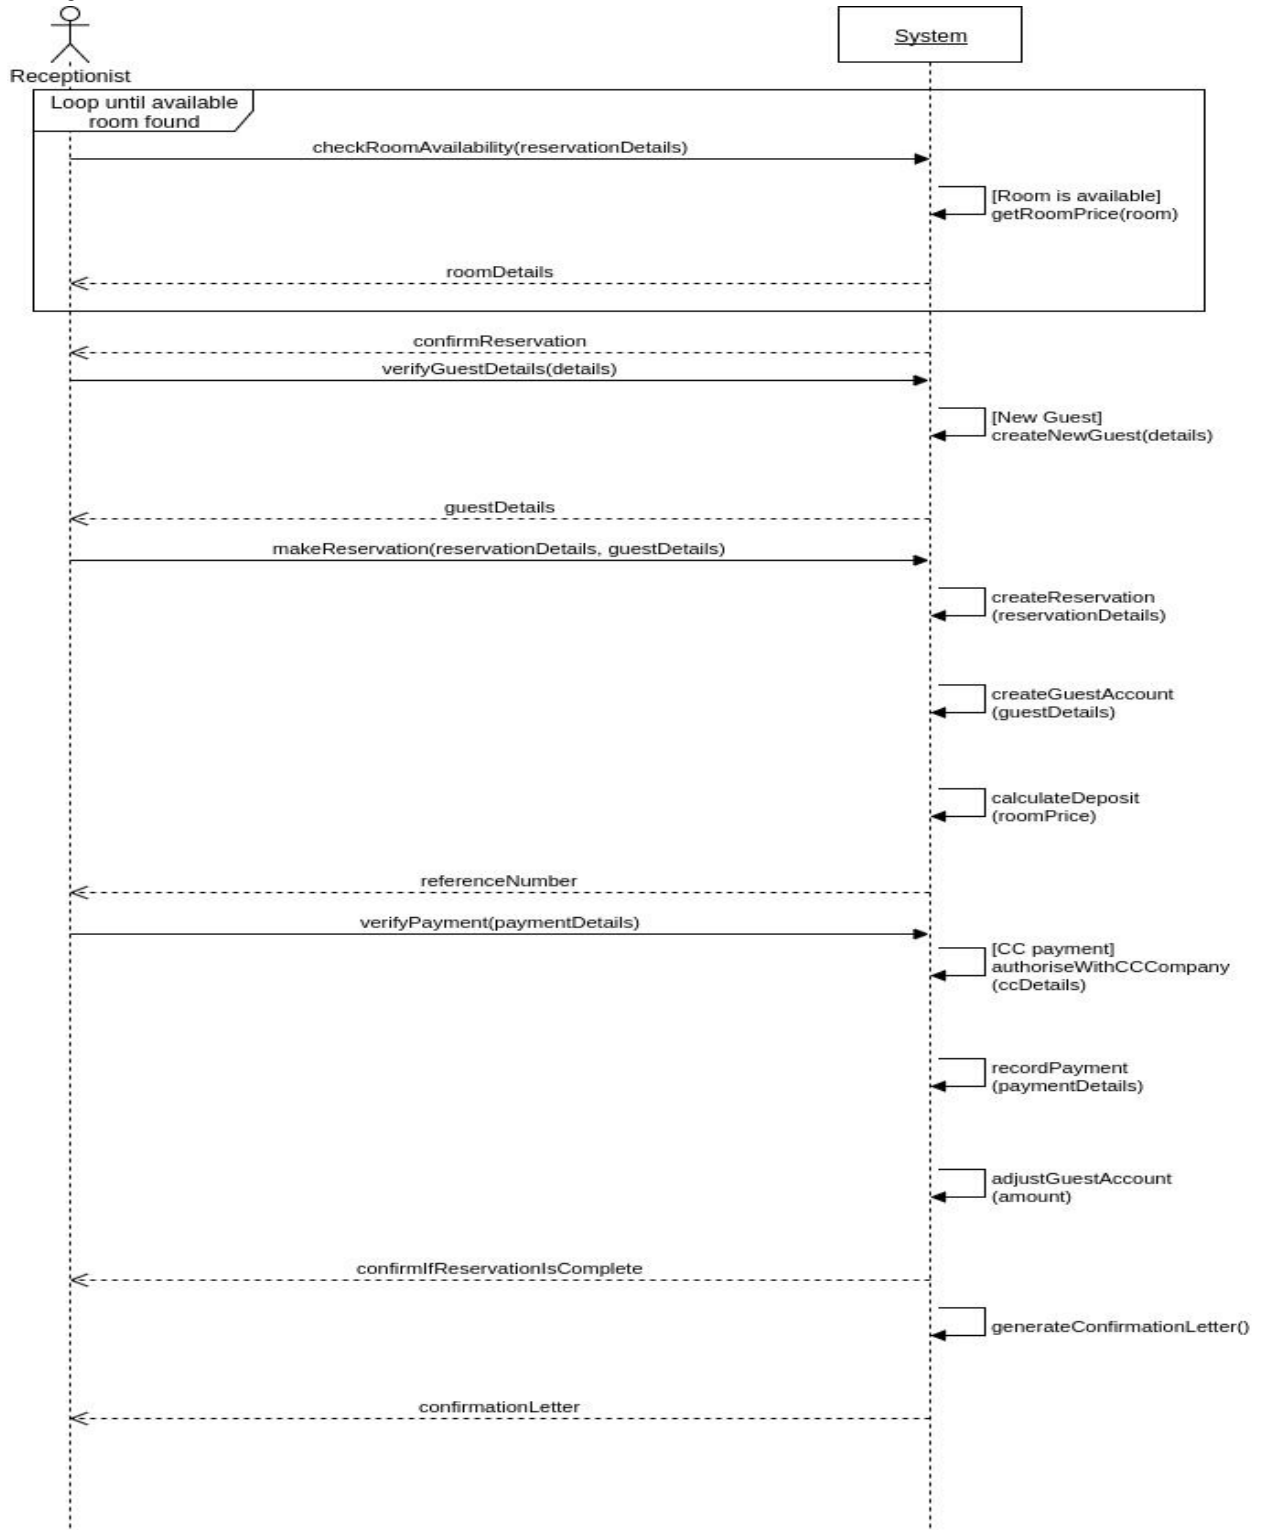 System
Receptionist
Loop until available
room found
checkRoomAvailability(reservationDetails)
[Room is available]
getRoomPrice(room)
roomDetails
confirmReservation
verifyGuestDetails(details)
[New Guest]
createNewGuest(details)
guestDetails
makeReservation(reservationDetails, guestDetails)
createReservation
(reservationDetails)
createGuestAccount
(guestDetails)
calculateDeposit
(roomPrice)
referenceNumber
verifyPayment(paymentDetails)
[CC payment]
authoriseWithCCCompany
(ccDetails)
recordPayment
(paymentDetails)
adjustGuestAccount
(amount)
confirmIfReservationIsComplete
generateConfirmationLetter()
confirmationLetter